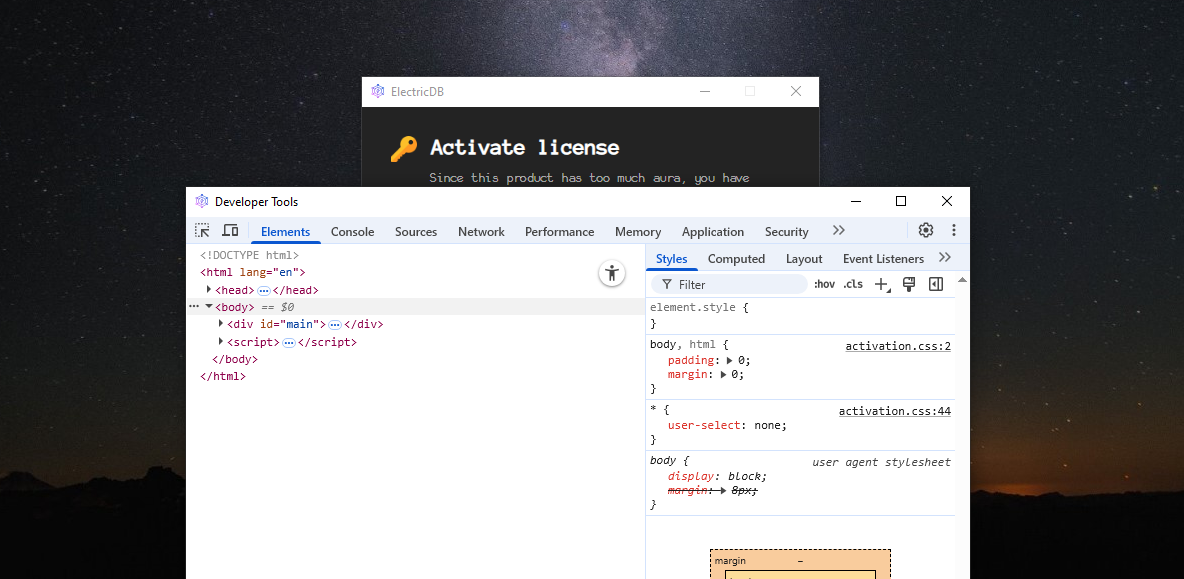 ElectricDB
Activate license
Since this product has too much aura, you have
Developer Tools
Elements Console Sources Network Performance Memory Application Security
<!DOCTYPE html>
<html lang="en">
<head> </head>
<body> == $0
<div id="main"> </div>
<script> </script>
</body>
</html>
Styles Computed Layout Event Listeners
Filter :hov .cls
element.style {
}
body, html { activation.css:2
padding: 0;
margin: 0;
}
* { activation.css:44
user-select: none;
}
body { user agent stylesheet
display: block;
margin: 8px;
}
margin –